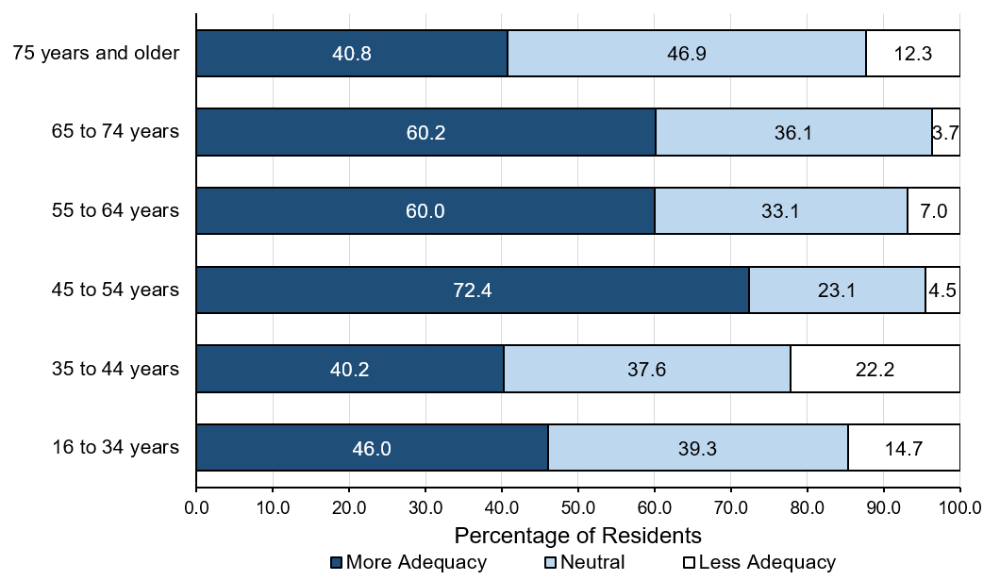 75 years and older 40.8 46.9 12.3
65 to 74 years 60.2 36.1 3.7
55 to 64 years 60.0 33.1 7.0
45 to 54 years 72.4 23.1 4.5
35 to 44 years 40.2 37.6 22.2
16 to 34 years 46.0 39.3 14.7
0.0 10.0 20.0 30.0 40.0 50.0 60.0 70.0 80.0 90.0 100.0
Percentage of Residents
More Adequacy Neutral Less Adequacy